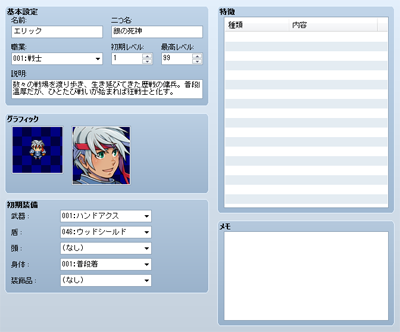 基本設定
名前
二つ名
エリック
銀の死神
職業:
初期レベル:
最高レベル:
001:戦士
1
99
説明:
数々の戦場を渡り歩き、生き延びてきた歴戦の傭兵。普段は
温厚だが、ひとたび戦いが始まれば狂戦士と化す。
グラフィック
初期装備
武器:
001:ハンドアクス
盾:
046:ウッドシールド
頭:
(なし)
身体:
001:普段着
装飾品:
(なし)
特徴
種類
内容
メモ